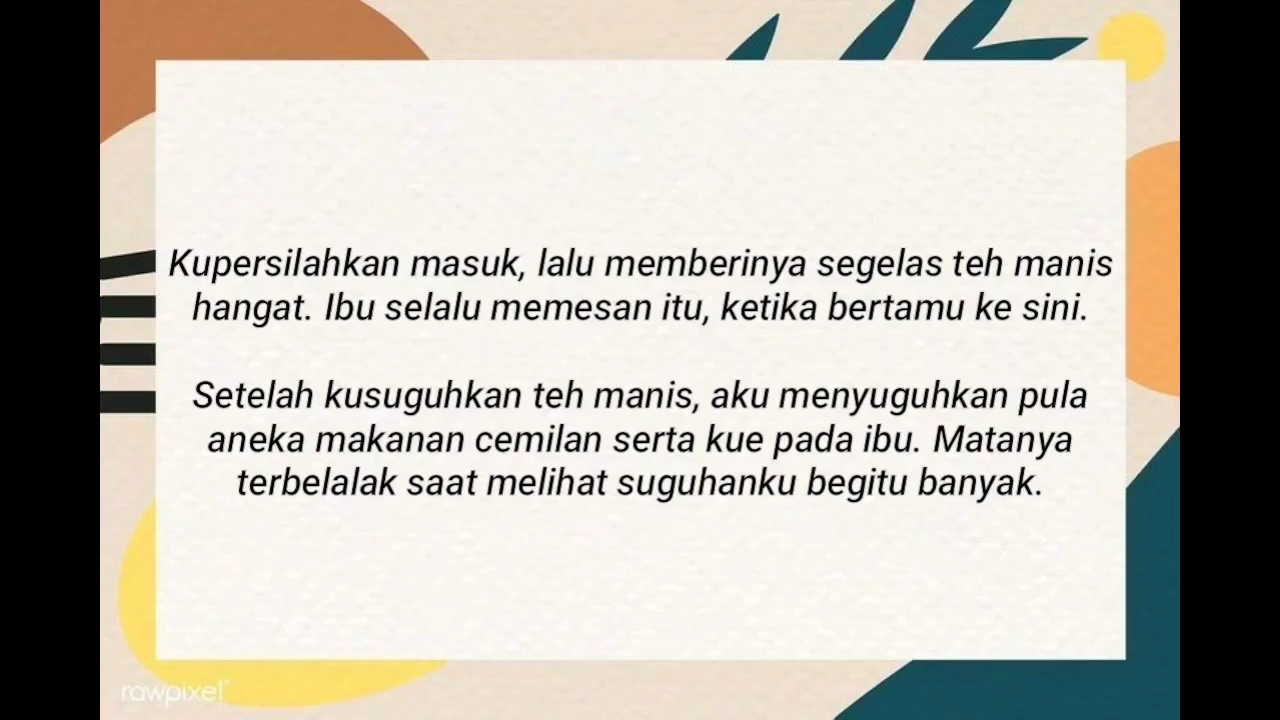 Kupersilahkan masuk, lalu memberinya segelas teh manis
hangat. Ibu selalu memesan itu, ketika bertamu ke sini.
Setelah kusuguhkan teh manis, aku menyuguhkan pula
aneka makanan cemilan serta kue pada ibu. Matanya
terbelalak saat melihat suguhanku begitu banyak.
rawpixel